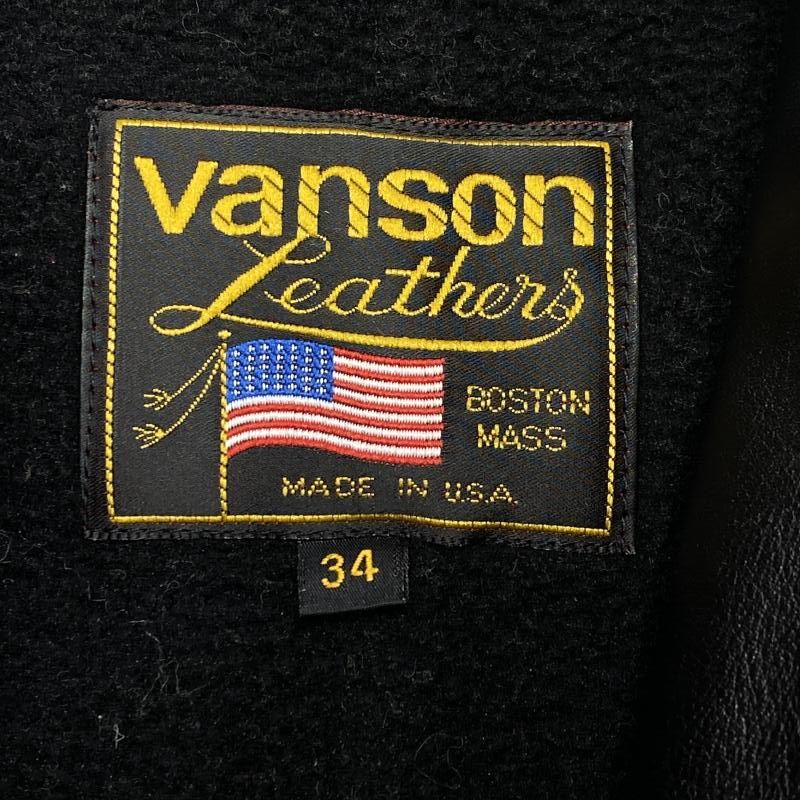 vanson
Leathers
BOSTON
MASS
MADE IN U.S.A.
34